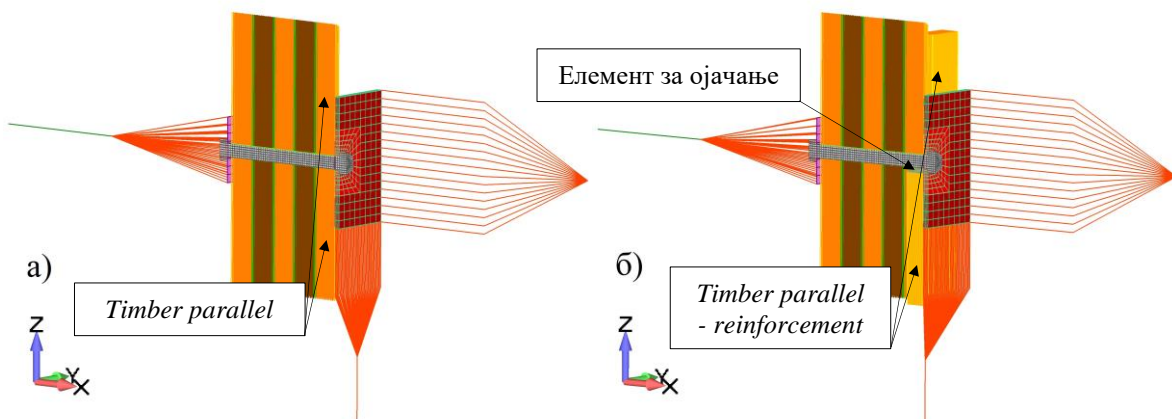 Елемент за ојачање
а)
Timber parallel
Z
Y
X
б)
Timber parallel
- reinforcement
Z
Y
X